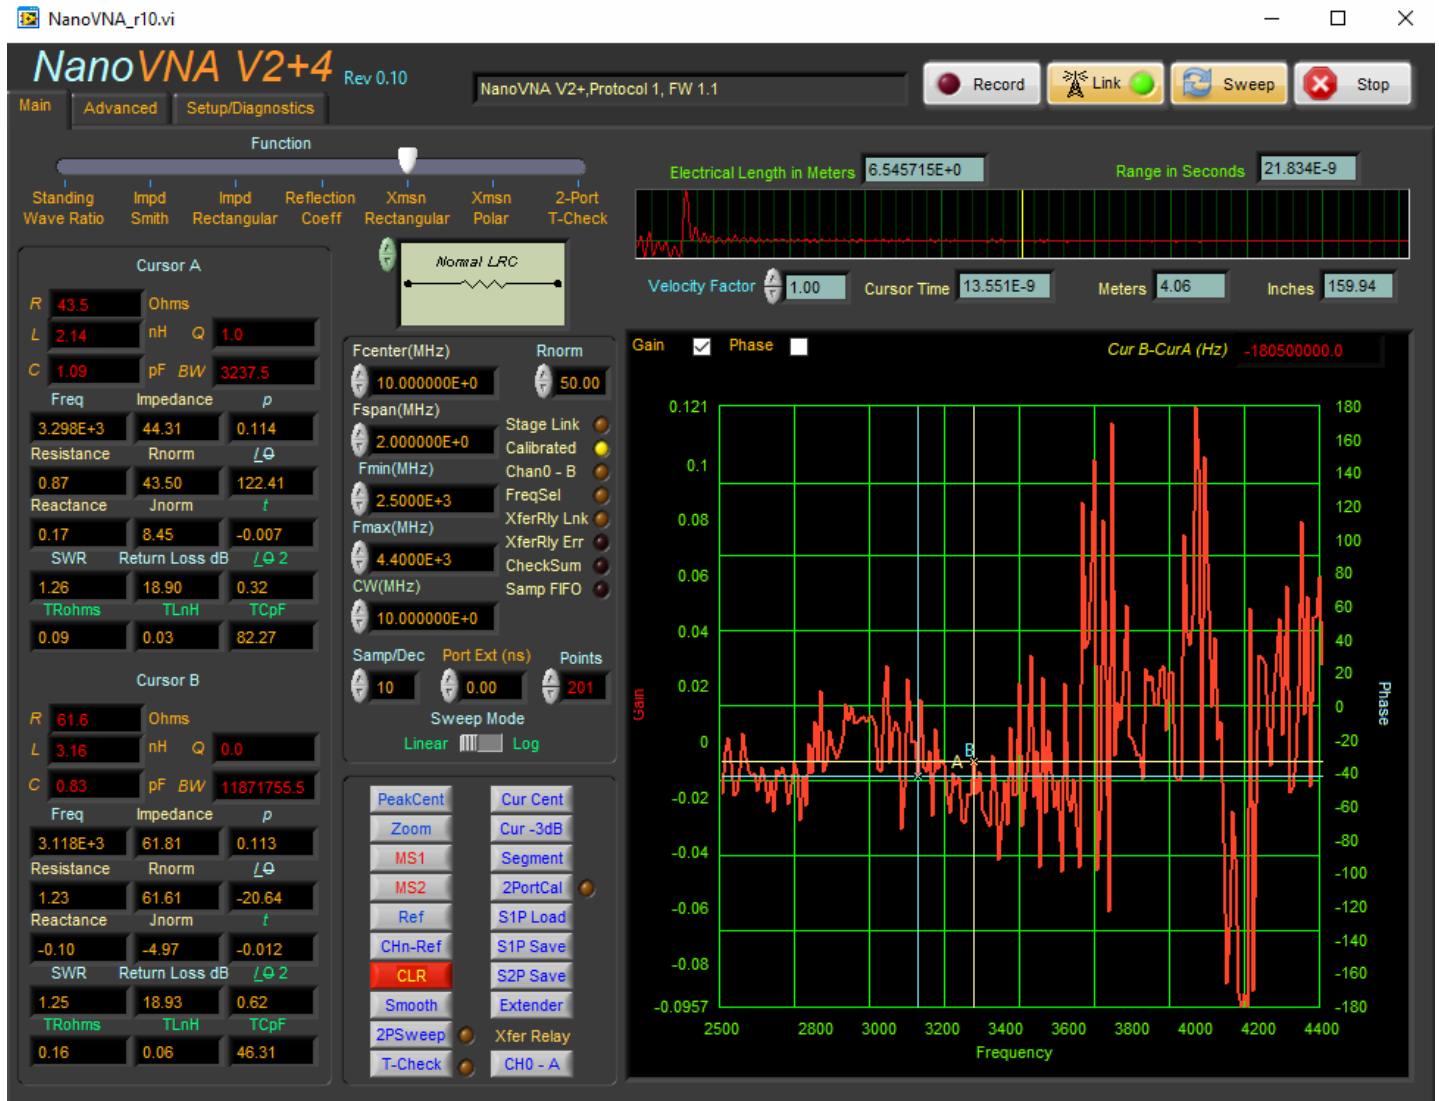 NanoVNA_r10.vi
NanoVNA V2+4 Rev 0.10
NanoVNA V2+,Protocol 1, FW 1.1
Record Link Sweep Stop
Main Advanced Setup/Diagnostics
Function
Standing Wave Ratio
Impd Smith
Impd Rectangular
Reflection Coeff
Xmsn Rectangular
Xmsn Polar
2-Port T-Check
Electrical Length in Meters 6.545715E+0 Range in Seconds 21.834E-9
Velocity Factor 1.00 Cursor Time 13.551E-9 Meters 4.06 Inches 159.94
Cursor A
R 43.5 Ohms
L 2.14 nH Q 1.0
C 1.09 pF BW 3237.5
Freq Impedance p
3.298E+3 44.31 0.114
Resistance Rnorm /Θ
0.87 43.50 122.41
Reactance Jnorm t
0.17 8.45 -0.007
SWR Return Loss dB /Θ 2
1.26 18.90 0.32
TRohms TLnH TCpF
0.09 0.03 82.27
Cursor B
R 61.6 Ohms
L 3.16 nH Q 0.0
C 0.83 pF BW 11871755.5
Freq Impedance p
3.118E+3 61.81 0.113
Resistance Rnorm /Θ
1.23 61.61 -20.64
Reactance Jnorm t
-0.10 -4.97 -0.012
SWR Return Loss dB /Θ 2
1.25 18.93 0.62
TRohms TLnH TCpF
0.16 0.06 46.31
Normal LRC
Fcenter(MHz) Rnorm
10.000000E+0 50.00
Fspan(MHz)
2.000000E+0
Fmin(MHz)
2.5000E+3
Fmax(MHz)
4.4000E+3
CW(MHz)
10.000000E+0
Stage Link
Calibrated
Chan0 - B
FreqSel
XferRly Lnk
XferRly Err
CheckSum
Samp FIFO
Samp/Dec Port Ext (ns) Points
10 0.00 201
Sweep Mode
Linear Log
PeakCent Cur Cent
Zoom Cur -3dB
MS1 Segment
MS2 2PortCal
Ref S1P Load
CHn-Ref S1P Save
CLR S2P Save
Smooth Extender
2PSweep Xfer Relay
T-Check CH0 - A
Gain Phase Cur B-CurA (Hz) -180500000.0
0.121
0.1
0.08
0.06
0.04
0.02
0
-0.02
-0.04
-0.06
-0.08
-0.0957
Gain
A
B
180
160
140
120
100
80
60
40
20
0
-20
-40
-60
-80
-100
-120
-140
-160
-180
Phase
2500 2800 3000 3200 3400 3600 3800 4000 4200 4400
Frequency